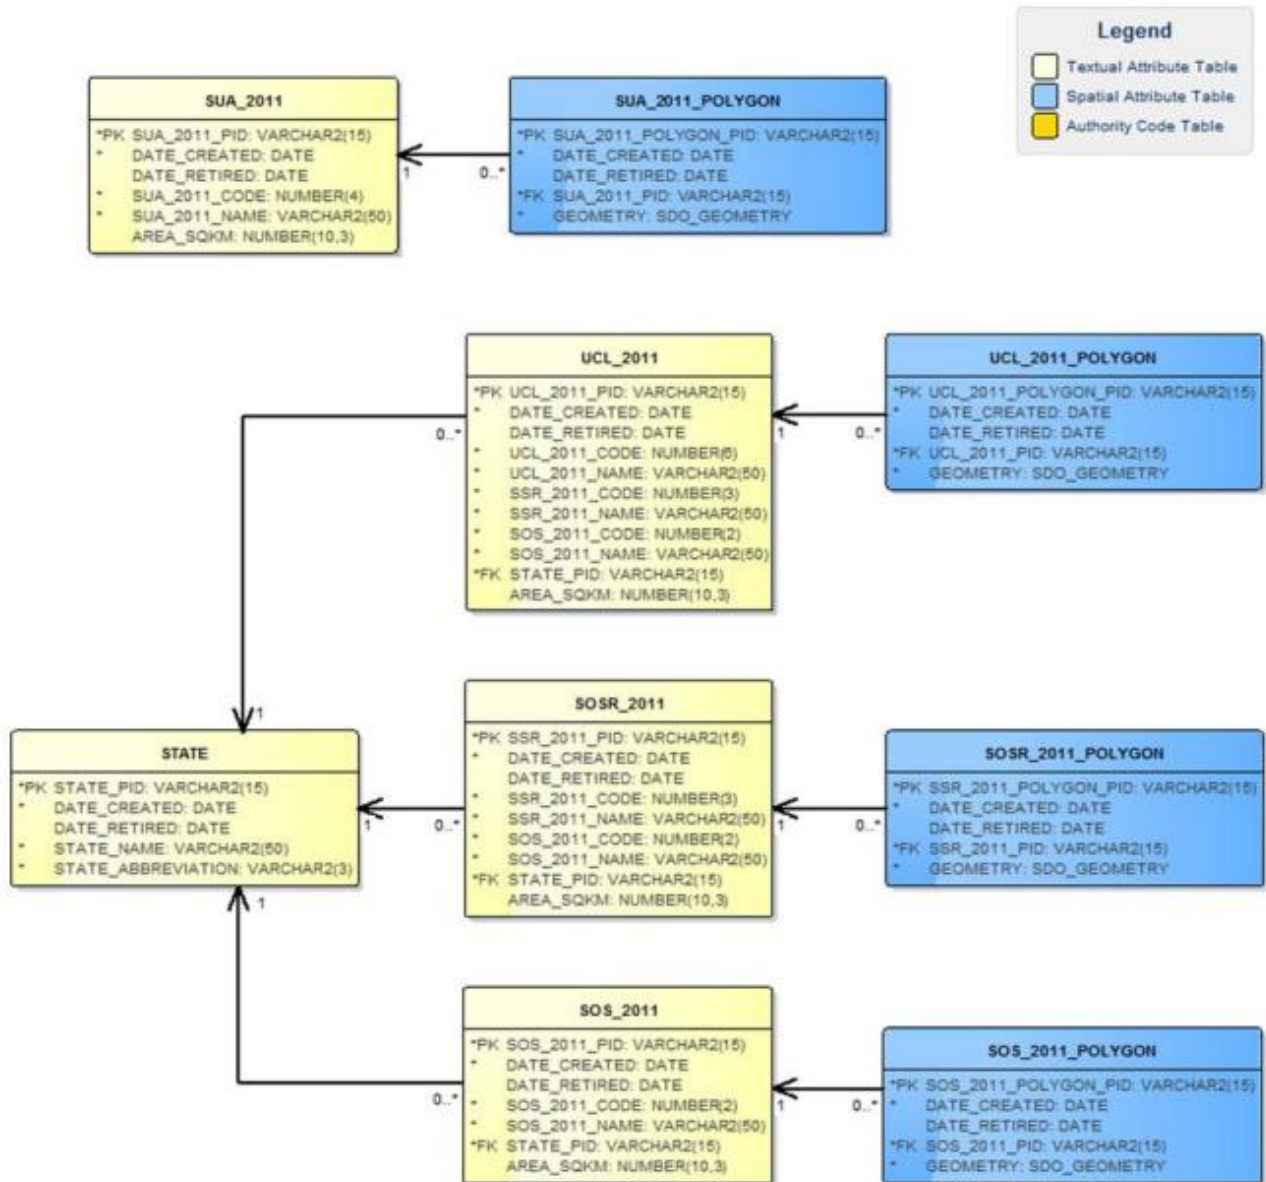 Legend
Textual Attribute Table
Spatial Attribute Table
Authority Code Table
SUA_2011
*PK SUA_2011_PID: VARCHAR2(15)
* DATE_CREATED: DATE
DATE_RETIRED: DATE
* SUA_2011_CODE: NUMBER(4)
* SUA_2011_NAME: VARCHAR2(50)
AREA_SQKM: NUMBER(10,3)
1
0..*
SUA_2011_POLYGON
*PK SUA_2011_POLYGON_PID: VARCHAR2(15)
* DATE_CREATED: DATE
DATE_RETIRED: DATE
*FK SUA_2011_PID: VARCHAR2(15)
* GEOMETRY: SDO_GEOMETRY
UCL_2011
*PK UCL_2011_PID: VARCHAR2(15)
* DATE_CREATED: DATE
DATE_RETIRED: DATE
* UCL_2011_CODE: NUMBER(6)
* UCL_2011_NAME: VARCHAR2(50)
* SSR_2011_CODE: NUMBER(3)
* SSR_2011_NAME: VARCHAR2(50)
* SOS_2011_CODE: NUMBER(2)
* SOS_2011_NAME: VARCHAR2(50)
*FK STATE_PID: VARCHAR2(15)
AREA_SQKM: NUMBER(10,3)
0..*
1
0..*
UCL_2011_POLYGON
*PK UCL_2011_POLYGON_PID: VARCHAR2(15)
* DATE_CREATED: DATE
DATE_RETIRED: DATE
*FK UCL_2011_PID: VARCHAR2(15)
* GEOMETRY: SDO_GEOMETRY
1
STATE
*PK STATE_PID: VARCHAR2(15)
* DATE_CREATED: DATE
DATE_RETIRED: DATE
* STATE_NAME: VARCHAR2(50)
* STATE_ABBREVIATION: VARCHAR2(3)
1
1
0..*
SOSR_2011
*PK SSR_2011_PID: VARCHAR2(15)
* DATE_CREATED: DATE
DATE_RETIRED: DATE
* SSR_2011_CODE: NUMBER(3)
* SSR_2011_NAME: VARCHAR2(50)
* SOS_2011_CODE: NUMBER(2)
* SOS_2011_NAME: VARCHAR2(50)
*FK STATE_PID: VARCHAR2(15)
AREA_SQKM: NUMBER(10,3)
1
0..*
SOSR_2011_POLYGON
*PK SSR_2011_POLYGON_PID: VARCHAR2(15)
* DATE_CREATED: DATE
DATE_RETIRED: DATE
*FK SSR_2011_PID: VARCHAR2(15)
* GEOMETRY: SDO_GEOMETRY
SOS_2011
*PK SOS_2011_PID: VARCHAR2(15)
* DATE_CREATED: DATE
DATE_RETIRED: DATE
* SOS_2011_CODE: NUMBER(2)
* SOS_2011_NAME: VARCHAR2(50)
*FK STATE_PID: VARCHAR2(15)
AREA_SQKM: NUMBER(10,3)
0..*
1
0..*
SOS_2011_POLYGON
*PK SOS_2011_POLYGON_PID: VARCHAR2(15)
* DATE_CREATED: DATE
DATE_RETIRED: DATE
*FK SOS_2011_PID: VARCHAR2(15)
* GEOMETRY: SDO_GEOMETRY